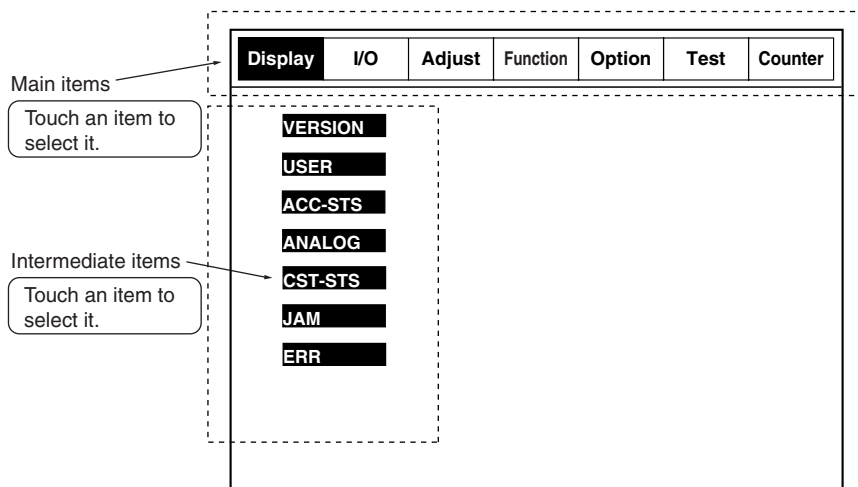 Display I/O Adjust Function Option Test Counter
Main items
Touch an item to
select it.
VERSION
USER
ACC-STS
ANALOG
CST-STS
JAM
ERR
Intermediate items
Touch an item to
select it.